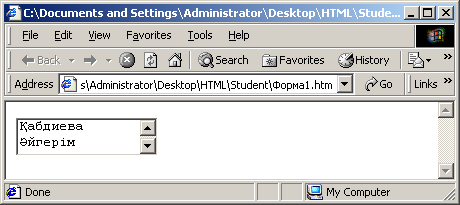 C:\Documents and Settings\Administrator\Desktop\HTML\Stude...
File Edit View Favorites Tools Help
Back Search Favorites History
Address s\Administrator\Desktop\HTML\Student\Форма1.htm Go Links
Қабдиева
Әйгерім
Done My Computer